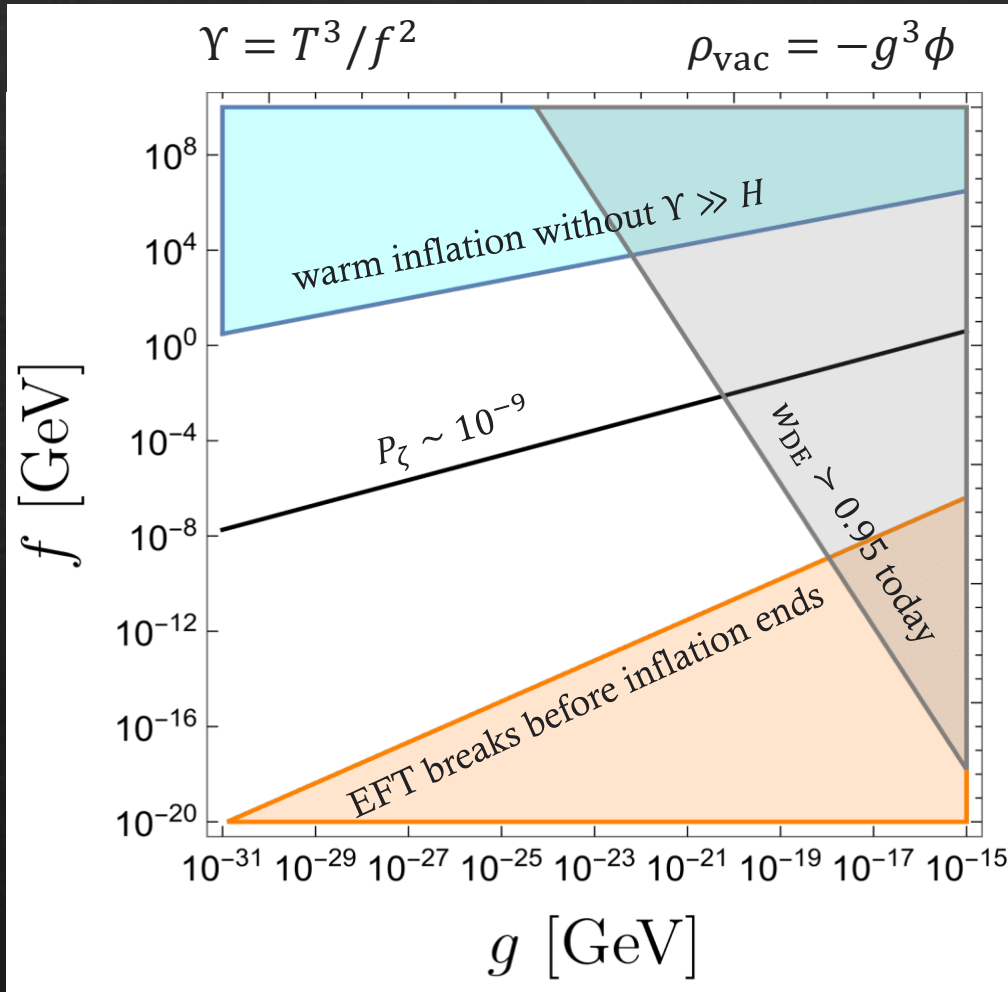 ϒ = T³/f²
ρ_vac = −g³ϕ
f [GeV]
10⁸
10⁴
10⁰
10⁻⁴
10⁻⁸
10⁻¹²
10⁻¹⁶
10⁻²⁰
warm inflation without ϒ ≫ H
P_ζ ~ 10⁻⁹
w_DE ≻ 0.95 today
EFT breaks before inflation ends
10⁻³¹ 10⁻²⁹ 10⁻²⁷ 10⁻²⁵ 10⁻²³ 10⁻²¹ 10⁻¹⁹ 10⁻¹⁷ 10⁻¹⁵
g [GeV]